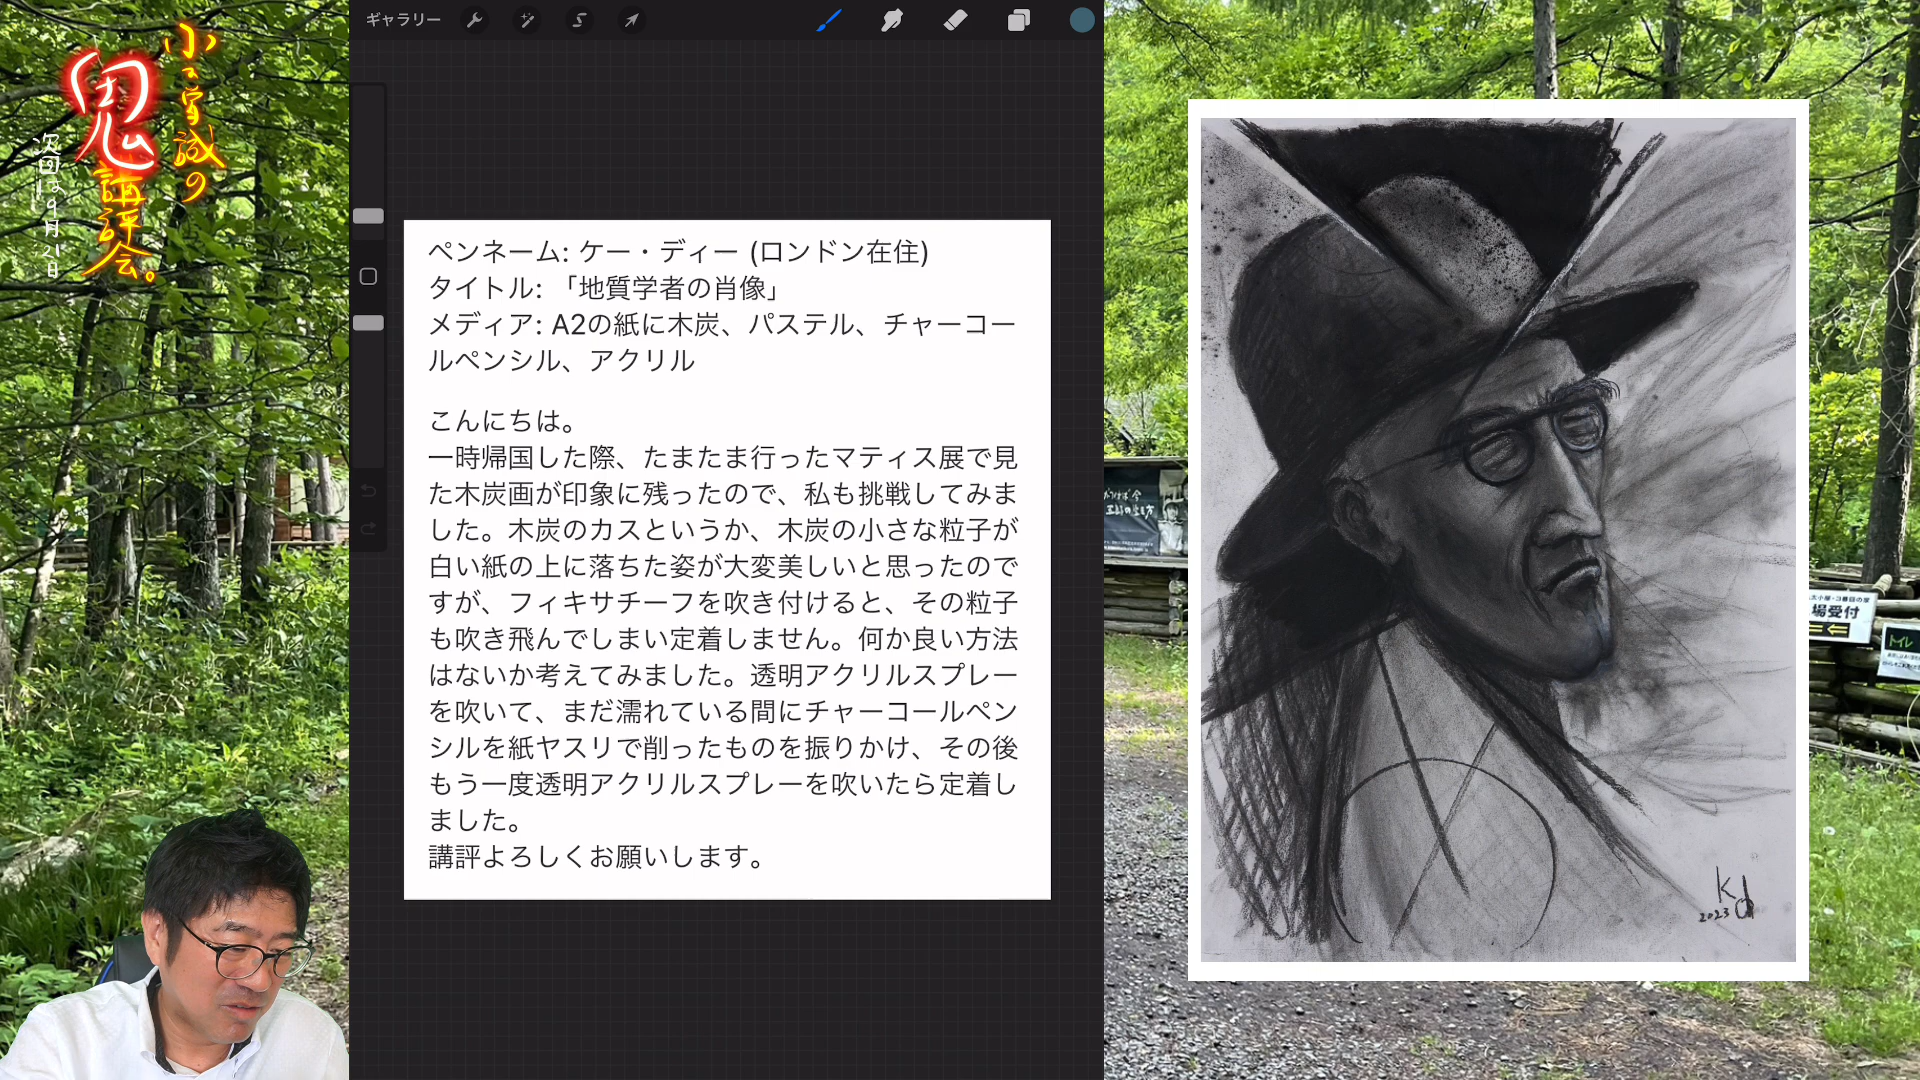 小宮誠の
鬼
講評会。
次回は9月21日
ギャラリー
ペンネーム: ケー・ディー (ロンドン在住)
タイトル: 「地質学者の肖像」
メディア: A2の紙に木炭、パステル、チャーコー
ルペンシル、アクリル
こんにちは。
一時帰国した際、たまたま行ったマティス展で見
た木炭画が印象に残ったので、私も挑戦してみま
した。木炭のカスというか、木炭の小さな粒子が
白い紙の上に落ちた姿が大変美しいと思ったので
すが、フィキサチーフを吹き付けると、その粒子
も吹き飛んでしまい定着しません。何か良い方法
はないか考えてみました。透明アクリルスプレー
を吹いて、まだ濡れている間にチャーコールペン
シルを紙ヤスリで削ったものを振りかけ、その後
もう一度透明アクリルスプレーを吹いたら定着し
ました。
講評よろしくお願いします。
kd
2023
場受付
トイレ